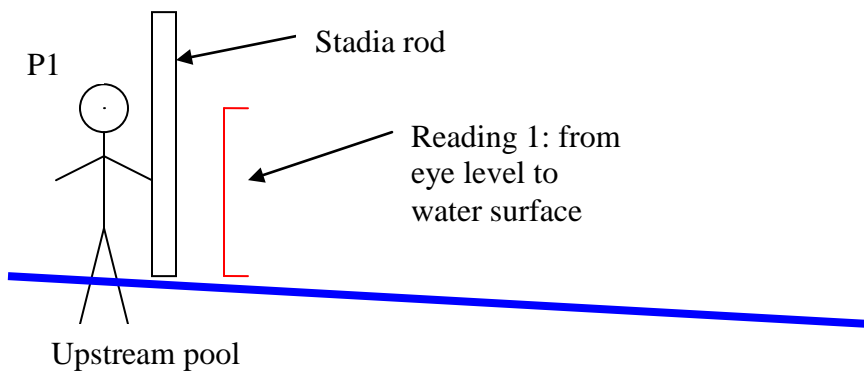 Stadia rod
P1
Reading 1: from
eye level to
water surface
Upstream pool